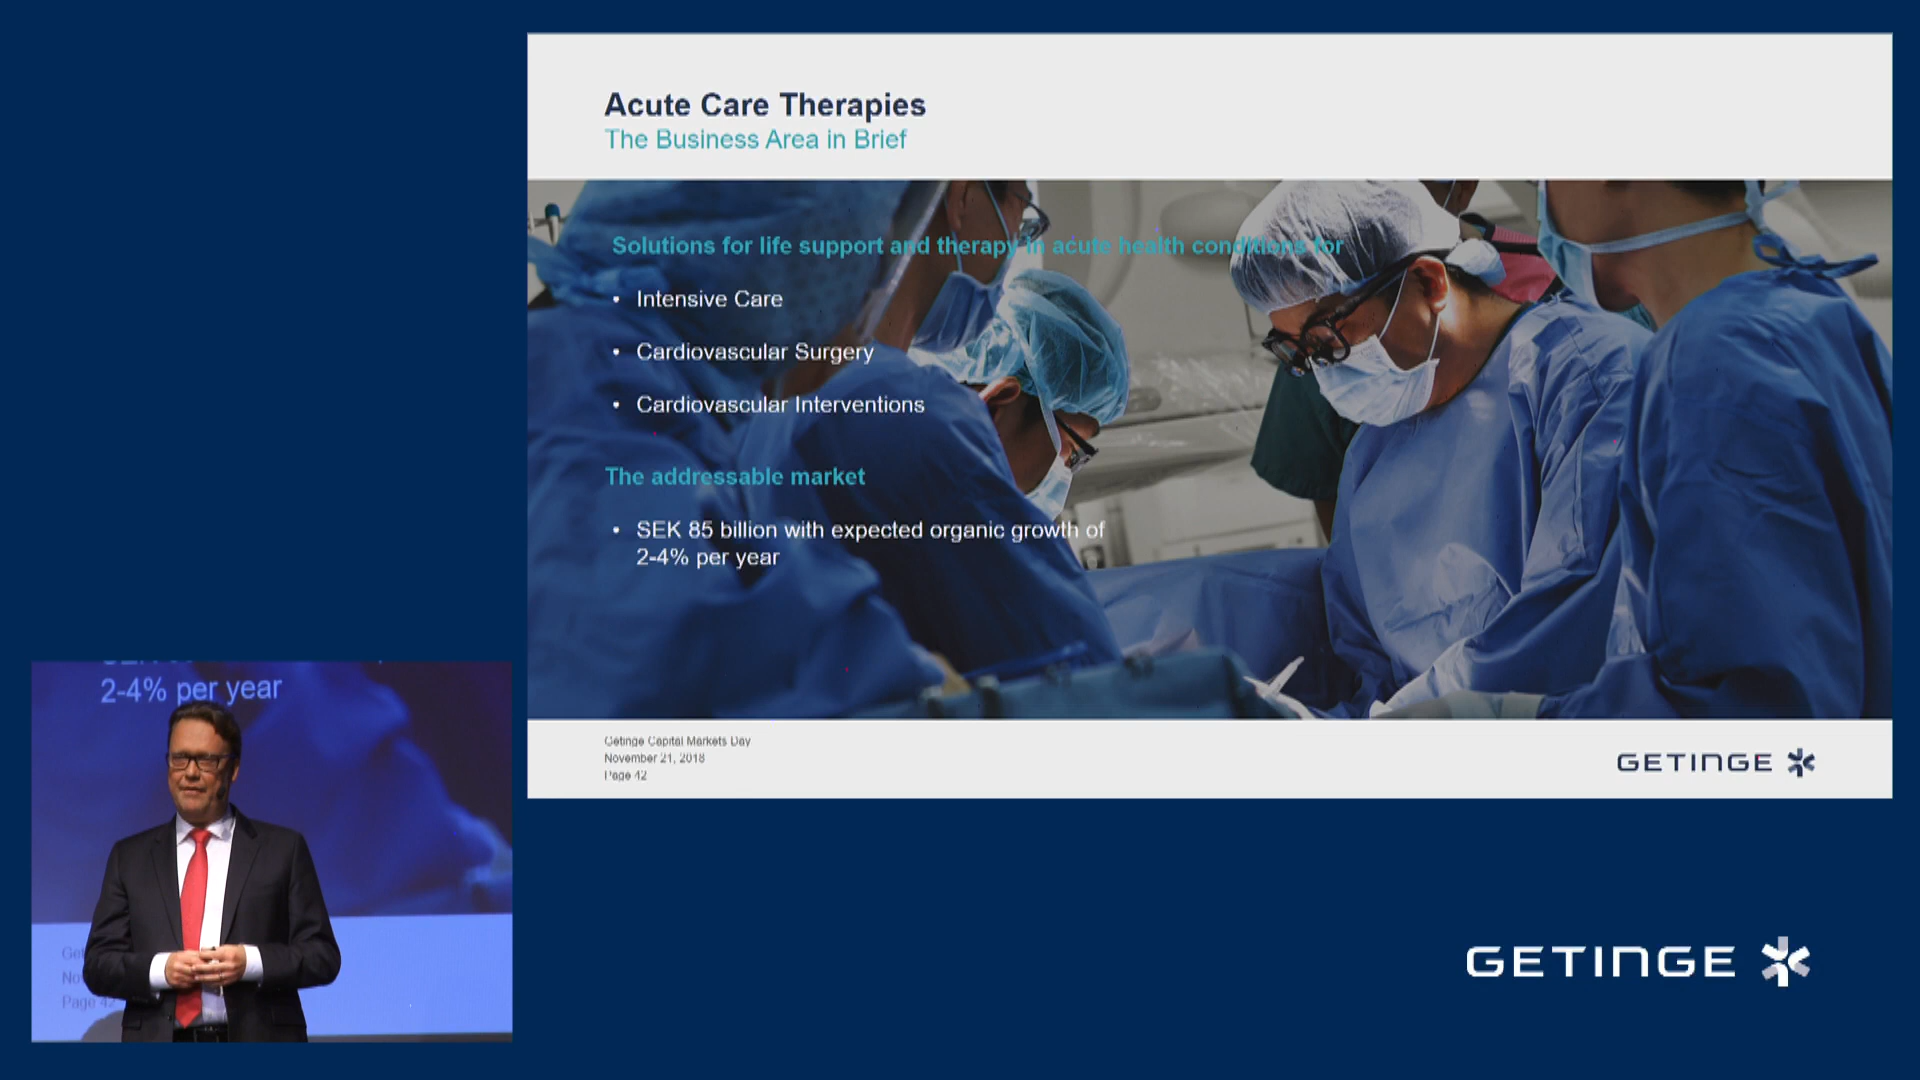 Acute Care Therapies
The Business Area in Brief
Solutions for life support and therapy in acute health conditions for
• Intensive Care
• Cardiovascular Surgery
• Cardiovascular Interventions
The addressable market
• SEK 85 billion with expected organic growth of
2-4% per year
Getinge Capital Markets Day
November 21, 2018
Page 42
GETINGE
2-4% per year
Page 42
GETINGE